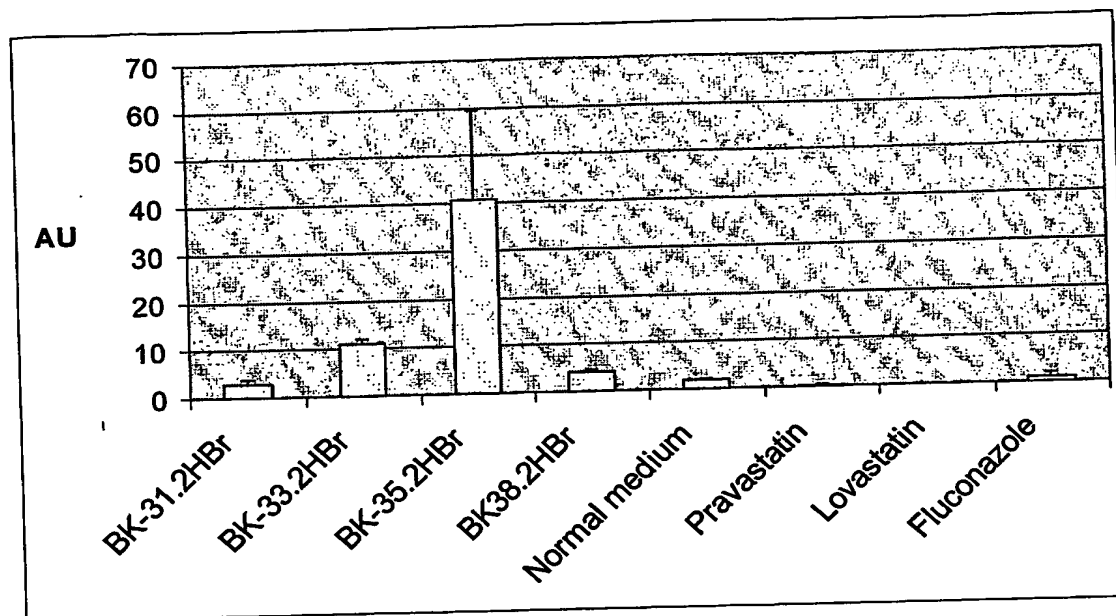 70
60
50
40
30
20
10
0
AU
BK-31.2HBr
BK-33.2HBr
BK-35.2HBr
BK38.2HBr
Normal medium
Pravastatin
Lovastatin
Fluconazole